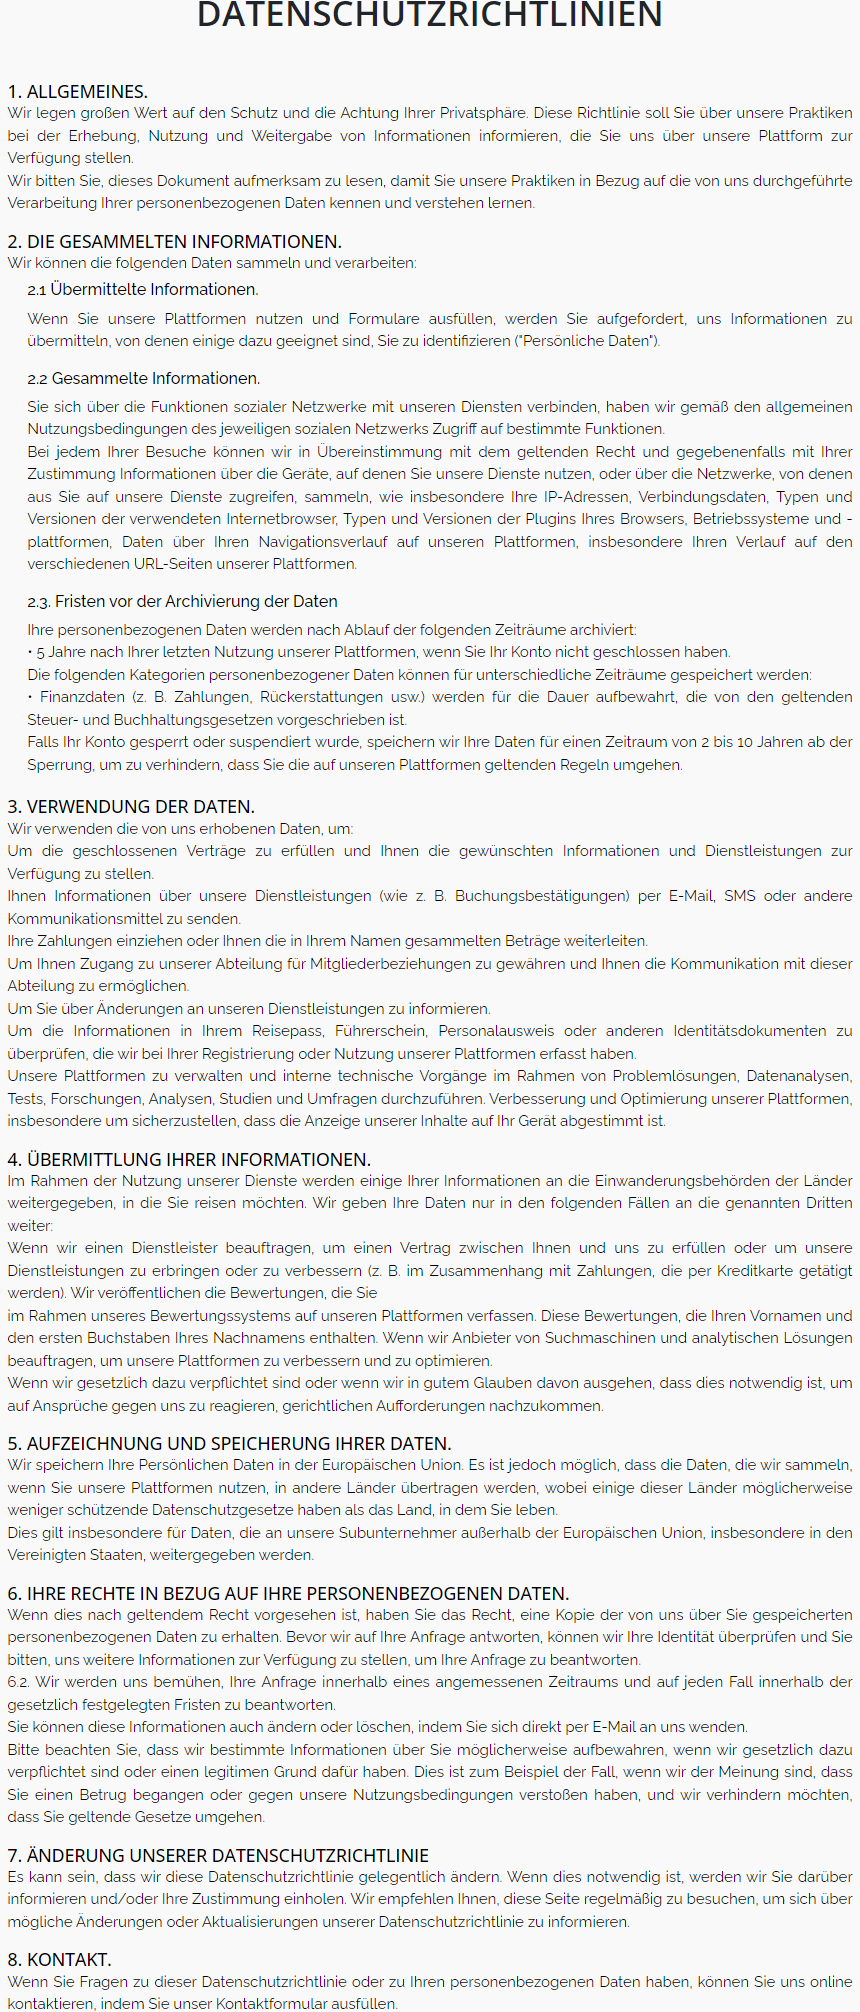 DATENSCHUTZRICHTLINIEN
1. ALLGEMEINES.
Wir legen großen Wert auf den Schutz und die Achtung Ihrer Privatsphäre. Diese Richtlinie soll Sie über unsere Praktiken
bei der Erhebung, Nutzung und Weitergabe von Informationen informieren, die Sie uns über unsere Plattform zur
Verfügung stellen.
Wir bitten Sie, dieses Dokument aufmerksam zu lesen, damit Sie unsere Praktiken in Bezug auf die von uns durchgeführte
Verarbeitung Ihrer personenbezogenen Daten kennen und verstehen lernen.
2. DIE GESAMMELTEN INFORMATIONEN.
Wir können die folgenden Daten sammeln und verarbeiten:
2.1 Übermittelte Informationen.
Wenn Sie unsere Plattformen nutzen und Formulare ausfüllen, werden Sie aufgefordert, uns Informationen zu
übermitteln, von denen einige dazu geeignet sind, Sie zu identifizieren ("Persönliche Daten").
2.2 Gesammelte Informationen.
Sie sich über die Funktionen sozialer Netzwerke mit unseren Diensten verbinden, haben wir gemäß den allgemeinen
Nutzungsbedingungen des jeweiligen sozialen Netzwerks Zugriff auf bestimmte Funktionen.
Bei jedem Ihrer Besuche können wir in Übereinstimmung mit dem geltenden Recht und gegebenenfalls mit Ihrer
Zustimmung Informationen über die Geräte, auf denen Sie unsere Dienste nutzen, oder über die Netzwerke, von denen
aus Sie auf unsere Dienste zugreifen, sammeln, wie insbesondere Ihre IP-Adressen, Verbindungsdaten, Typen und
Versionen der verwendeten Internetbrowser, Typen und Versionen der Plugins Ihres Browsers, Betriebssysteme und -
plattformen, Daten über Ihren Navigationsverlauf auf unseren Plattformen, insbesondere Ihren Verlauf auf den
verschiedenen URL-Seiten unserer Plattformen.
2.3. Fristen vor der Archivierung der Daten
Ihre personenbezogenen Daten werden nach Ablauf der folgenden Zeiträume archiviert:
• 5 Jahre nach Ihrer letzten Nutzung unserer Plattformen, wenn Sie Ihr Konto nicht geschlossen haben.
Die folgenden Kategorien personenbezogener Daten können für unterschiedliche Zeiträume gespeichert werden:
• Finanzdaten (z. B. Zahlungen, Rückerstattungen usw.) werden für die Dauer aufbewahrt, die von den geltenden
Steuer- und Buchhaltungsgesetzen vorgeschrieben ist.
Falls Ihr Konto gesperrt oder suspendiert wurde, speichern wir Ihre Daten für einen Zeitraum von 2 bis 10 Jahren ab der
Sperrung, um zu verhindern, dass Sie die auf unseren Plattformen geltenden Regeln umgehen.
3. VERWENDUNG DER DATEN.
Wir verwenden die von uns erhobenen Daten, um:
Um die geschlossenen Verträge zu erfüllen und Ihnen die gewünschten Informationen und Dienstleistungen zur
Verfügung zu stellen.
Ihnen Informationen über unsere Dienstleistungen (wie z. B. Buchungsbestätigungen) per E-Mail, SMS oder andere
Kommunikationsmittel zu senden.
Ihre Zahlungen einziehen oder Ihnen die in Ihrem Namen gesammelten Beträge weiterleiten.
Um Ihnen Zugang zu unserer Abteilung für Mitgliederbeziehungen zu gewähren und Ihnen die Kommunikation mit dieser
Abteilung zu ermöglichen.
Um Sie über Änderungen an unseren Dienstleistungen zu informieren.
Um die Informationen in Ihrem Reisepass, Führerschein, Personalausweis oder anderen Identitätsdokumenten zu
überprüfen, die wir bei Ihrer Registrierung oder Nutzung unserer Plattformen erfasst haben.
Unsere Plattformen zu verwalten und interne technische Vorgänge im Rahmen von Problemlösungen, Datenanalysen,
Tests, Forschungen, Analysen, Studien und Umfragen durchzuführen. Verbesserung und Optimierung unserer Plattformen,
insbesondere um sicherzustellen, dass die Anzeige unserer Inhalte auf Ihr Gerät abgestimmt ist.
4. ÜBERMITTLUNG IHRER INFORMATIONEN.
Im Rahmen der Nutzung unserer Dienste werden einige Ihrer Informationen an die Einwanderungsbehörden der Länder
weitergegeben, in die Sie reisen möchten. Wir geben Ihre Daten nur in den folgenden Fällen an die genannten Dritten
weiter:
Wenn wir einen Dienstleister beauftragen, um einen Vertrag zwischen Ihnen und uns zu erfüllen oder um unsere
Dienstleistungen zu erbringen oder zu verbessern (z. B. im Zusammenhang mit Zahlungen, die per Kreditkarte getätigt
werden). Wir veröffentlichen die Bewertungen, die Sie
im Rahmen unseres Bewertungssystems auf unseren Plattformen verfassen. Diese Bewertungen, die Ihren Vornamen und
den ersten Buchstaben Ihres Nachnamens enthalten. Wenn wir Anbieter von Suchmaschinen und analytischen Lösungen
beauftragen, um unsere Plattformen zu verbessern und zu optimieren.
Wenn wir gesetzlich dazu verpflichtet sind oder wenn wir in gutem Glauben davon ausgehen, dass dies notwendig ist, um
auf Ansprüche gegen uns zu reagieren, gerichtlichen Aufforderungen nachzukommen.
5. AUFZEICHNUNG UND SPEICHERUNG IHRER DATEN.
Wir speichern Ihre Persönlichen Daten in der Europäischen Union. Es ist jedoch möglich, dass die Daten, die wir sammeln,
wenn Sie unsere Plattformen nutzen, in andere Länder übertragen werden, wobei einige dieser Länder möglicherweise
weniger schützende Datenschutzgesetze haben als das Land, in dem Sie leben.
Dies gilt insbesondere für Daten, die an unsere Subunternehmer außerhalb der Europäischen Union, insbesondere in den
Vereinigten Staaten, weitergegeben werden.
6. IHRE RECHTE IN BEZUG AUF IHRE PERSONENBEZOGENEN DATEN.
Wenn dies nach geltendem Recht vorgesehen ist, haben Sie das Recht, eine Kopie der von uns über Sie gespeicherten
personenbezogenen Daten zu erhalten. Bevor wir auf Ihre Anfrage antworten, können wir Ihre Identität überprüfen und Sie
bitten, uns weitere Informationen zur Verfügung zu stellen, um Ihre Anfrage zu beantworten.
6.2. Wir werden uns bemühen, Ihre Anfrage innerhalb eines angemessenen Zeitraums und auf jeden Fall innerhalb der
gesetzlich festgelegten Fristen zu beantworten.
Sie können diese Informationen auch ändern oder löschen, indem Sie sich direkt per E-Mail an uns wenden.
Bitte beachten Sie, dass wir bestimmte Informationen über Sie möglicherweise aufbewahren, wenn wir gesetzlich dazu
verpflichtet sind oder einen legitimen Grund dafür haben. Dies ist zum Beispiel der Fall, wenn wir der Meinung sind, dass
Sie einen Betrug begangen oder gegen unsere Nutzungsbedingungen verstoßen haben, und wir verhindern möchten,
dass Sie geltende Gesetze umgehen.
7. ÄNDERUNG UNSERER DATENSCHUTZRICHTLINIE
Es kann sein, dass wir diese Datenschutzrichtlinie gelegentlich ändern. Wenn dies notwendig ist, werden wir Sie darüber
informieren und/oder Ihre Zustimmung einholen. Wir empfehlen Ihnen, diese Seite regelmäßig zu besuchen, um sich über
mögliche Änderungen oder Aktualisierungen unserer Datenschutzrichtlinie zu informieren.
8. KONTAKT.
Wenn Sie Fragen zu dieser Datenschutzrichtlinie oder zu Ihren personenbezogenen Daten haben, können Sie uns online
kontaktieren, indem Sie unser Kontaktformular ausfüllen.